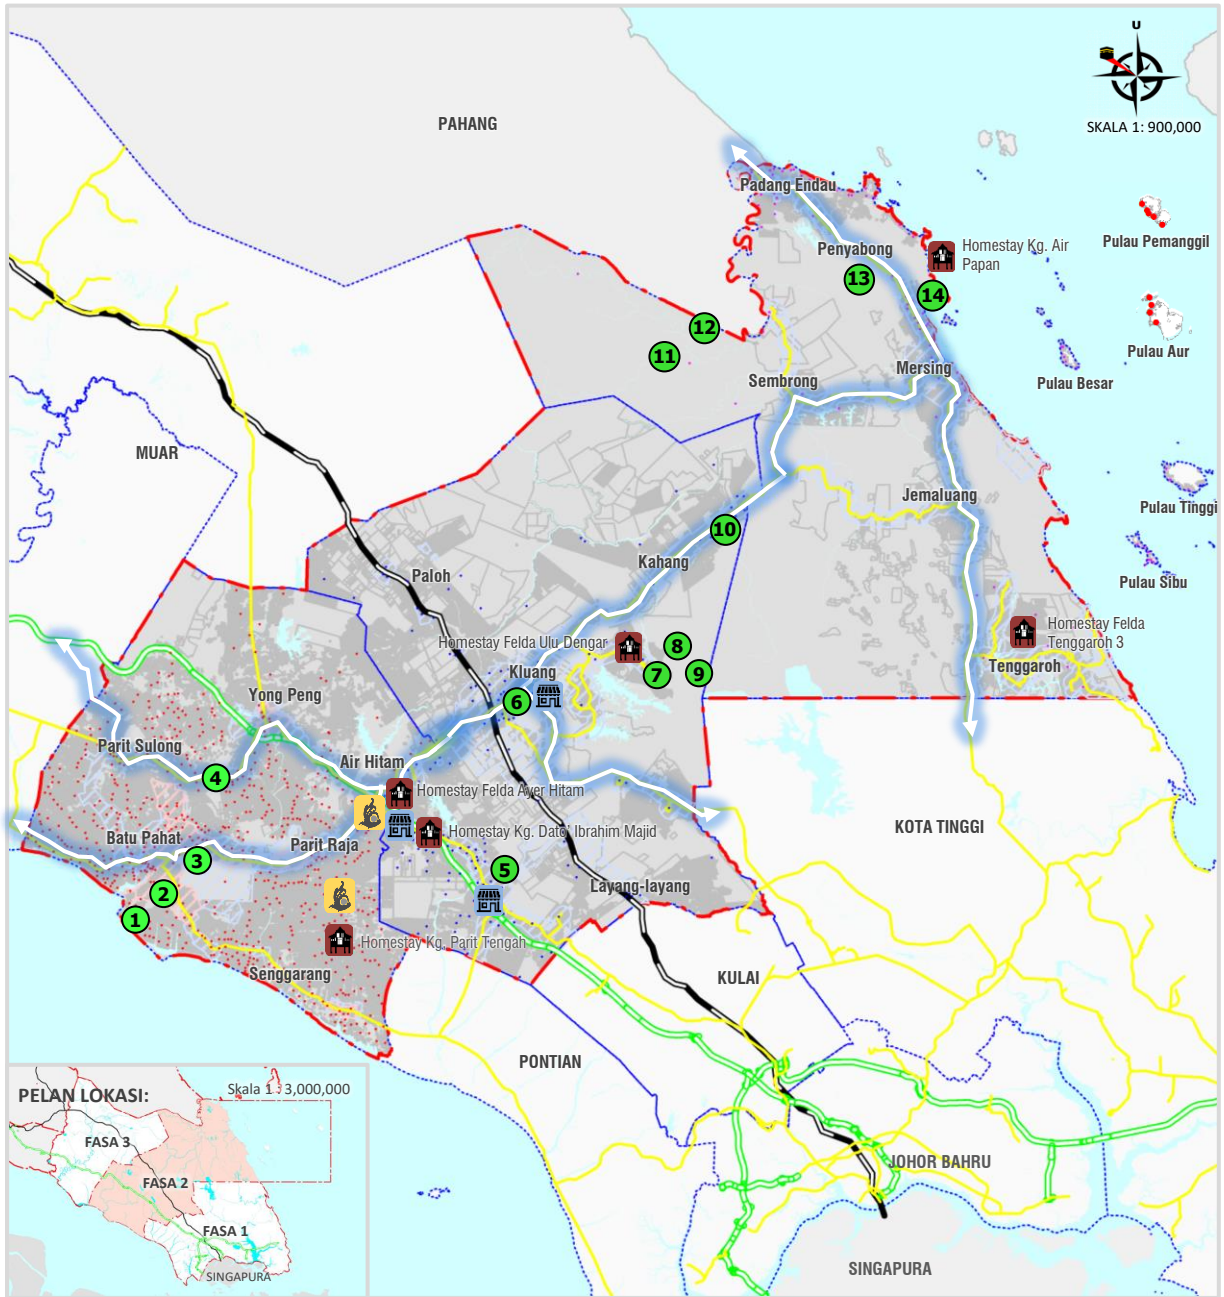 U
SKALA 1: 900,000
PAHANG
Padang Endau
Penyabong
Homestay Kg. Air
Papan
Pulau Pemanggil
13
14
12
11
Pulau Aur
Mersing
Sembrong
Pulau Besar
MUAR
Jemaluang
Pulau Tinggi
10
Kahang
Paloh
Pulau Sibu
Homestay Felda
Tenggaroh 3
Homestay Felda Ulu Dengar
8
Kluang
7
9
Tenggaroh
Yong Peng
6
Parit Sulong
Air Hitam
4
Homestay Felda Ayer Hitam
KOTA TINGGI
Batu Pahat
Parit Raja
Homestay Kg. Dato' Ibrahim Majid
3
5
Layang-layang
2
1
Homestay Kg. Parit Tengah
Senggarang
KULAI
PONTIAN
JOHOR BAHRU
SINGAPURA
PELAN LOKASI:
Skala 1 : 3,000,000
FASA 3
FASA 2
FASA 1
SINGAPURA